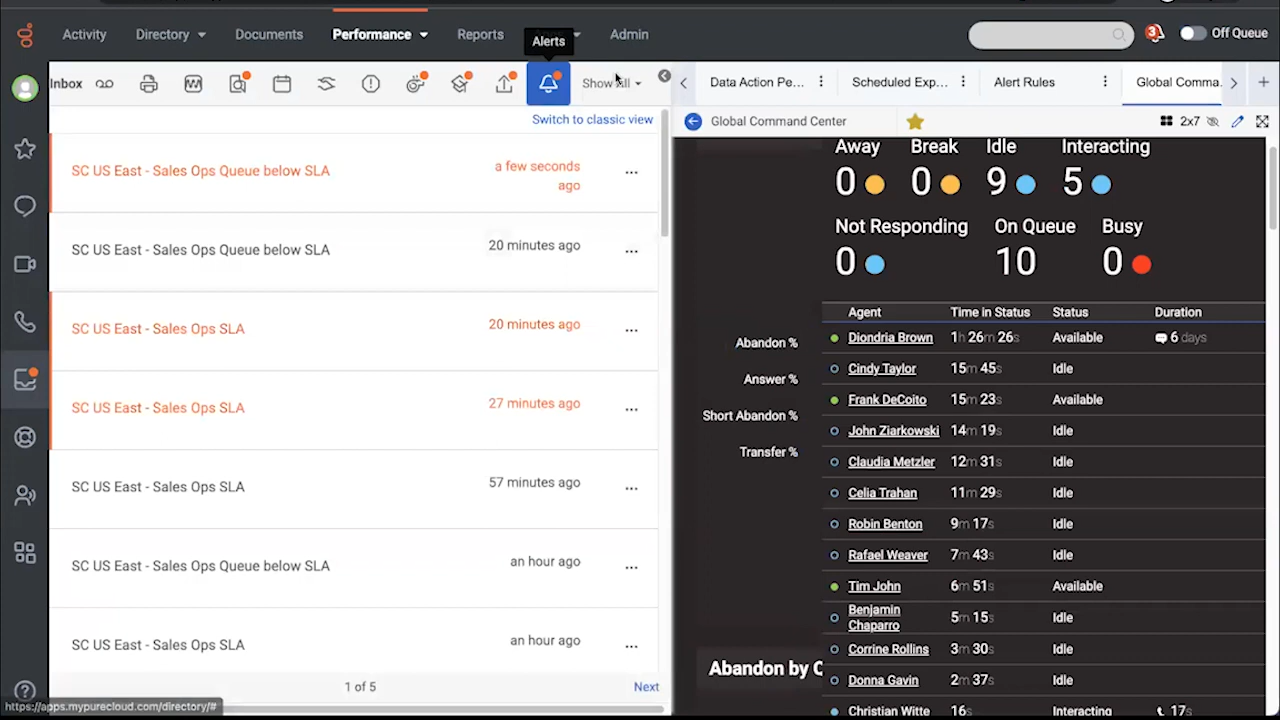 Activity
Directory
Documents
Performance
Reports
Admin
Alerts
3
Off Queue
Inbox
Show all
Data Action Pe...
Scheduled Exp...
Alert Rules
Global Comma
Switch to classic view
Global Command Center
2x7
SC US East - Sales Ops Queue below SLA
a few seconds
ago
SC US East - Sales Ops Queue below SLA
20 minutes ago
SC US East - Sales Ops SLA
20 minutes ago
SC US East - Sales Ops SLA
27 minutes ago
SC US East - Sales Ops SLA
57 minutes ago
SC US East - Sales Ops Queue below SLA
an hour ago
SC US East - Sales Ops SLA
an hour ago
1 of 5
Next
https://apps.mypurecloud.com/directory/#
Away Break Idle Interacting
0 0 9 5
Not Responding On Queue Busy
0 10 0
Abandon %
Answer %
Short Abandon %
Transfer %
Abandon by
Agent Time in Status Status Duration
Diondria Brown 1h 26m 26s Available 6 days
Cindy Taylor 15m 45s Idle
Frank DeCoito 15m 23s Available
John Ziarkowski 14m 19s Idle
Claudia Metzler 12m 31s Idle
Celia Trahan 11m 29s Idle
Robin Benton 9m 17s Idle
Rafael Weaver 7m 43s Idle
Tim John 6m 51s Available
Benjamin
Chaparro 5m 15s Idle
Corrine Rollins 3m 30s Idle
Donna Gavin 2m 37s Idle
Christian Witte 16s Interacting 17s